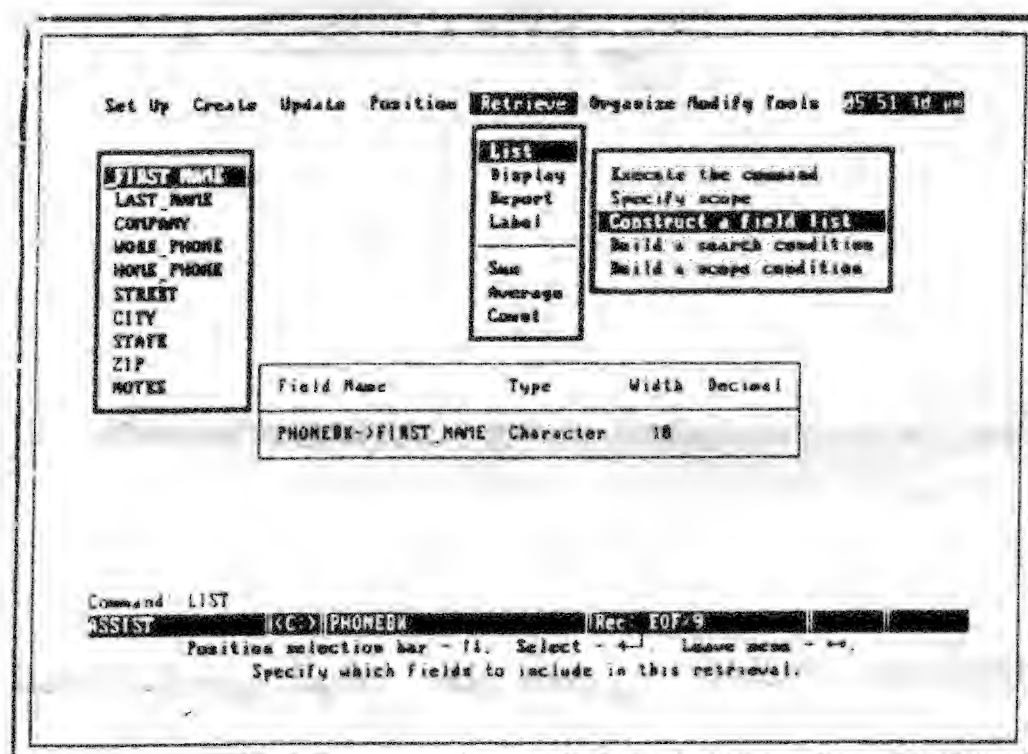 Set Up Create Update Position Retrieve Organize Modify Tools 05:51:10 pm
List
Display
Report
Label
Sum
Average
Count
Execute the command
Specify scope
Construct a field list
Build a search condition
Build a scope condition
FIRST_NAME
LAST_NAME
COMPANY
WORK_PHONE
HOME_PHONE
STREET
CITY
STATE
ZIP
NOTES
Field Name Type Width Decimal
PHONEBK->FIRST_NAME Character 10
Command: LIST
ASSIST <C:> PHONEBK Rec: EOF/9
Position selection bar - ↑↓. Select - ↵. Leave menu - ↔.
Specify which fields to include in this retrieval.